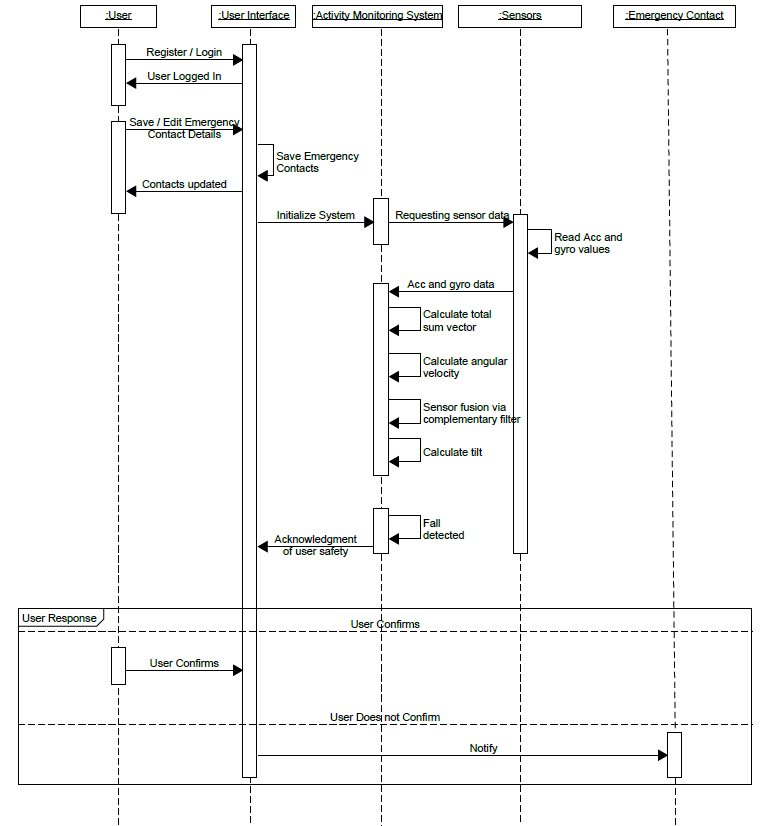 :User
:User Interface
:Activity Monitoring System
:Sensors
:Emergency Contact
Register / Login
User Logged In
Save / Edit Emergency
Contact Details
Save Emergency
Contacts
Contacts updated
Initialize System
Requesting sensor data
Read Acc and
gyro values
Acc and gyro data
Calculate total
sum vector
Calculate angular
velocity
Sensor fusion via
complementary filter
Calculate tilt
Fall
detected
Acknowledgment
of user safety
User Response
User Confirms
User Confirms
User Does not Confirm
Notify